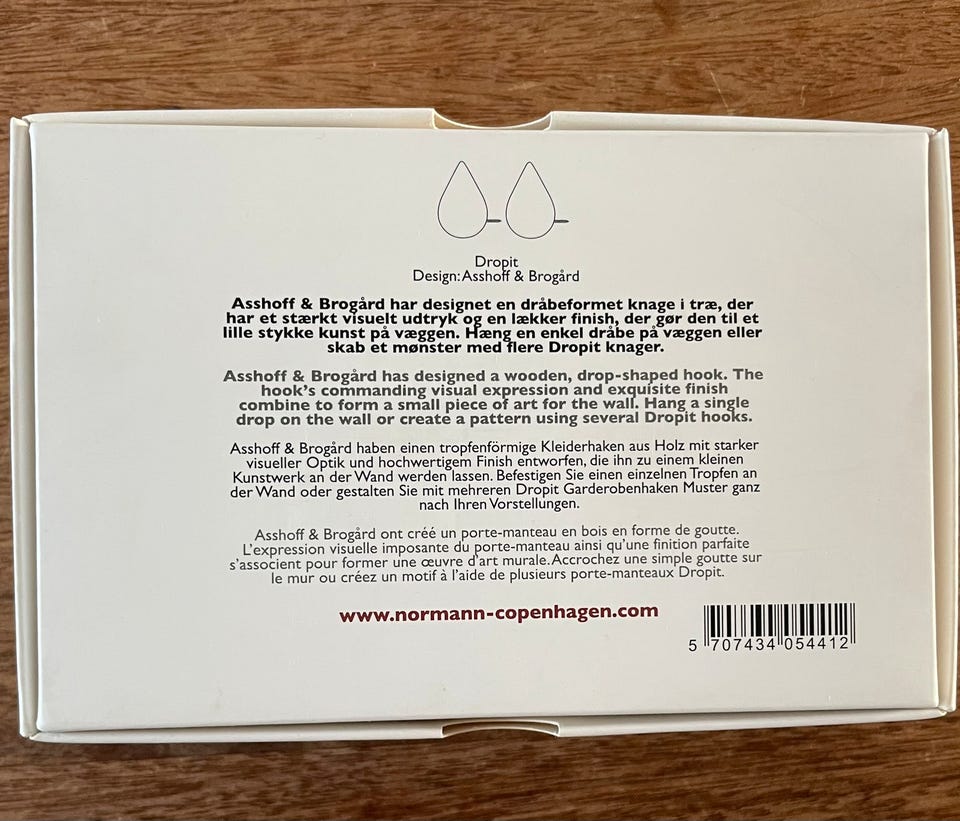 Dropit
Design: Asshoff & Brogård
Asshoff & Brogård har designet en dråbeformet knage i træ, der
har et stærkt visuelt udtryk og en lækker finish, der gør den til et
lille stykke kunst på væggen. Hæng en enkel dråbe på væggen eller
skab et mønster med flere Dropit knager.
Asshoff & Brogård has designed a wooden, drop-shaped hook. The
hook's commanding visual expression and exquisite finish
combine to form a small piece of art for the wall. Hang a single
drop on the wall or create a pattern using several Dropit hooks.
Asshoff & Brogård haben einen tropfenförmige Kleiderhaken aus Holz mit starker
visueller Optik und hochwertigem Finish entworfen, die ihn zu einem kleinen
Kunstwerk an der Wand werden lassen. Befestigen Sie einen einzelnen Tropfen an
der Wand oder gestalten Sie mit mehreren Dropit Garderobenhaken Muster ganz
nach Ihren Vorstellungen.
Asshoff & Brogård ont créé un porte-manteau en bois en forme de goutte.
L'expression visuelle imposante du porte-manteau ainsi qu'une finition parfaite
s'associent pour former une œuvre d'art murale. Accrochez une simple goutte sur
le mur ou créez un motif à l'aide de plusieurs porte-manteaux Dropit.
www.normann-copenhagen.com
5 707434 054412